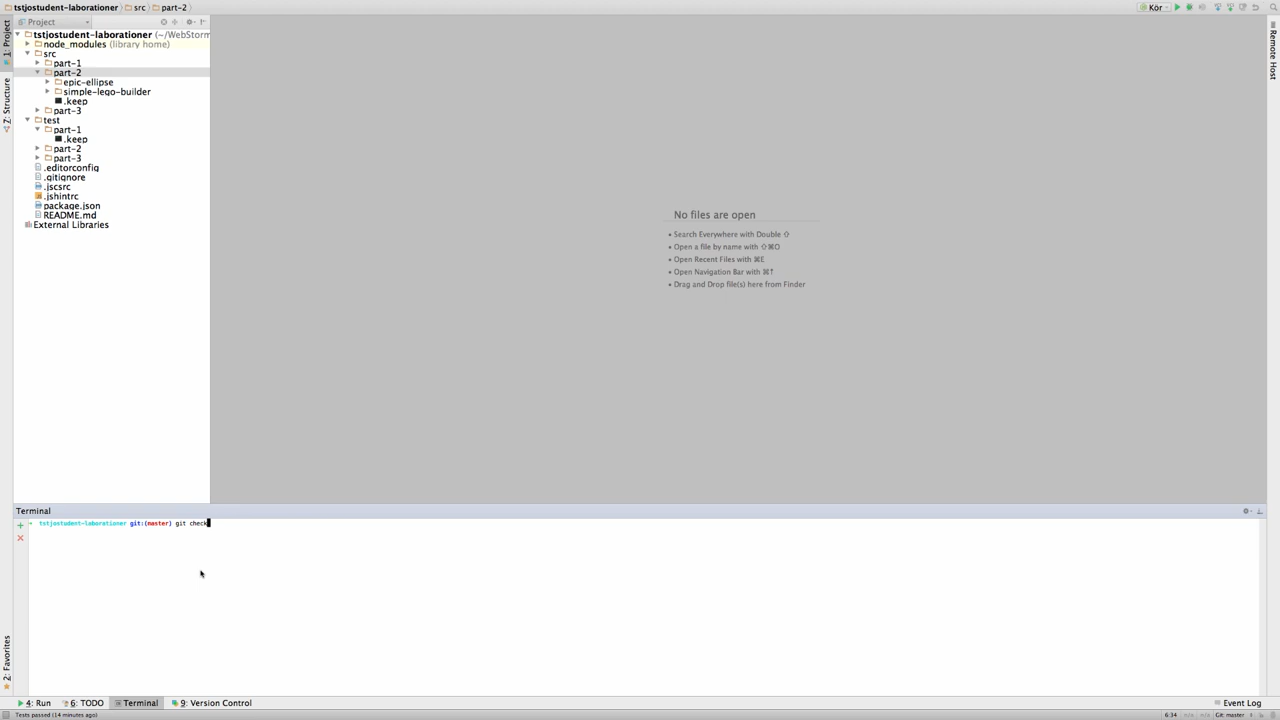 tstjostudent-laborationer src part-2
Kör
Project
tstjostudent-laborationer (~/WebStorm
node_modules (library home)
src
part-1
part-2
epic-ellipse
simple-lego-builder
.keep
part-3
test
part-1
.keep
part-2
part-3
.editorconfig
.gitignore
.jscsrc
.jshintrc
package.json
README.md
External Libraries
1: Project
7: Structure
2: Favorites
Remote Host
No files are open
• Search Everywhere with Double ⇧
• Open a file by name with ⇧⌘O
• Open Recent Files with ⌘E
• Open Navigation Bar with ⌘↑
• Drag and Drop file(s) here from Finder
Terminal
tstjostudent-laborationer git:(master) git check
4: Run 6: TODO Terminal 9: Version Control Event Log
Tests passed (14 minutes ago) 6:34 n/a n/a Git: master